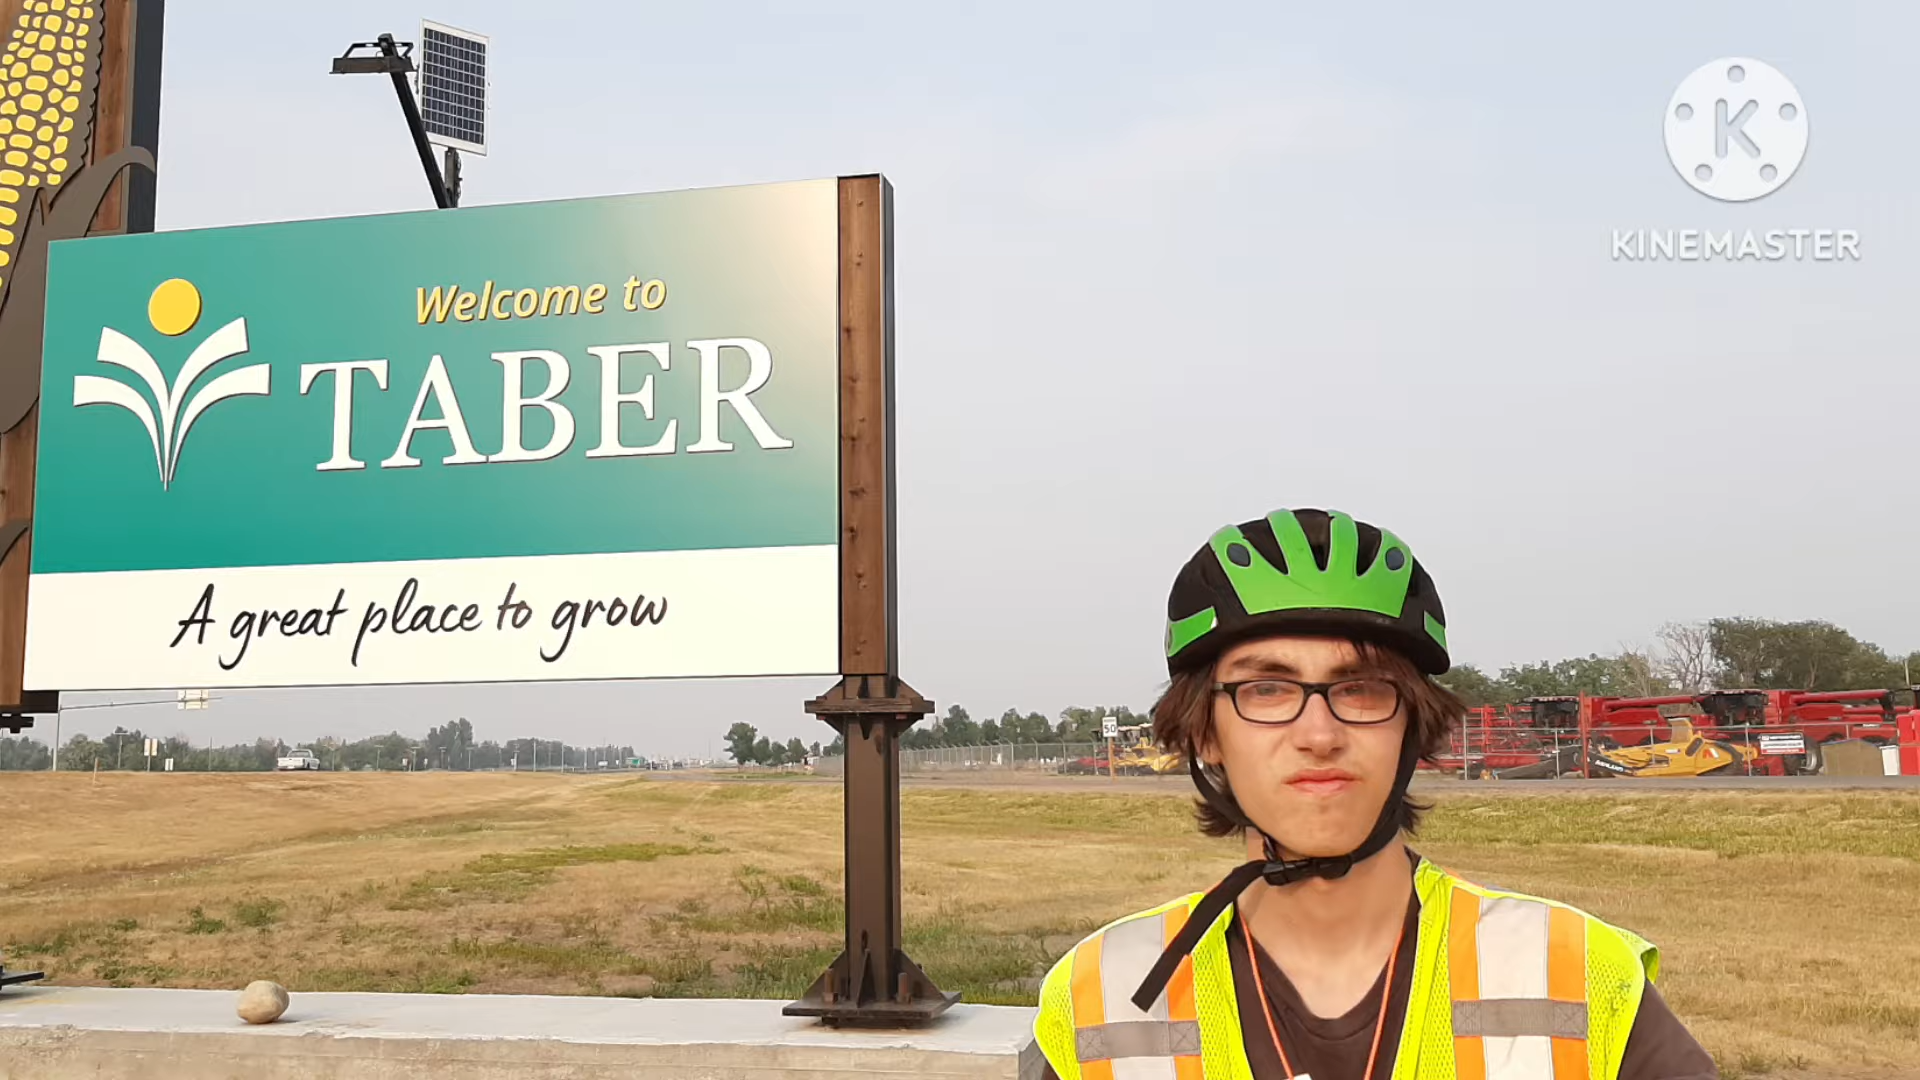 Welcome to
TABER
A great place to grow
K
KINEMASTER
50